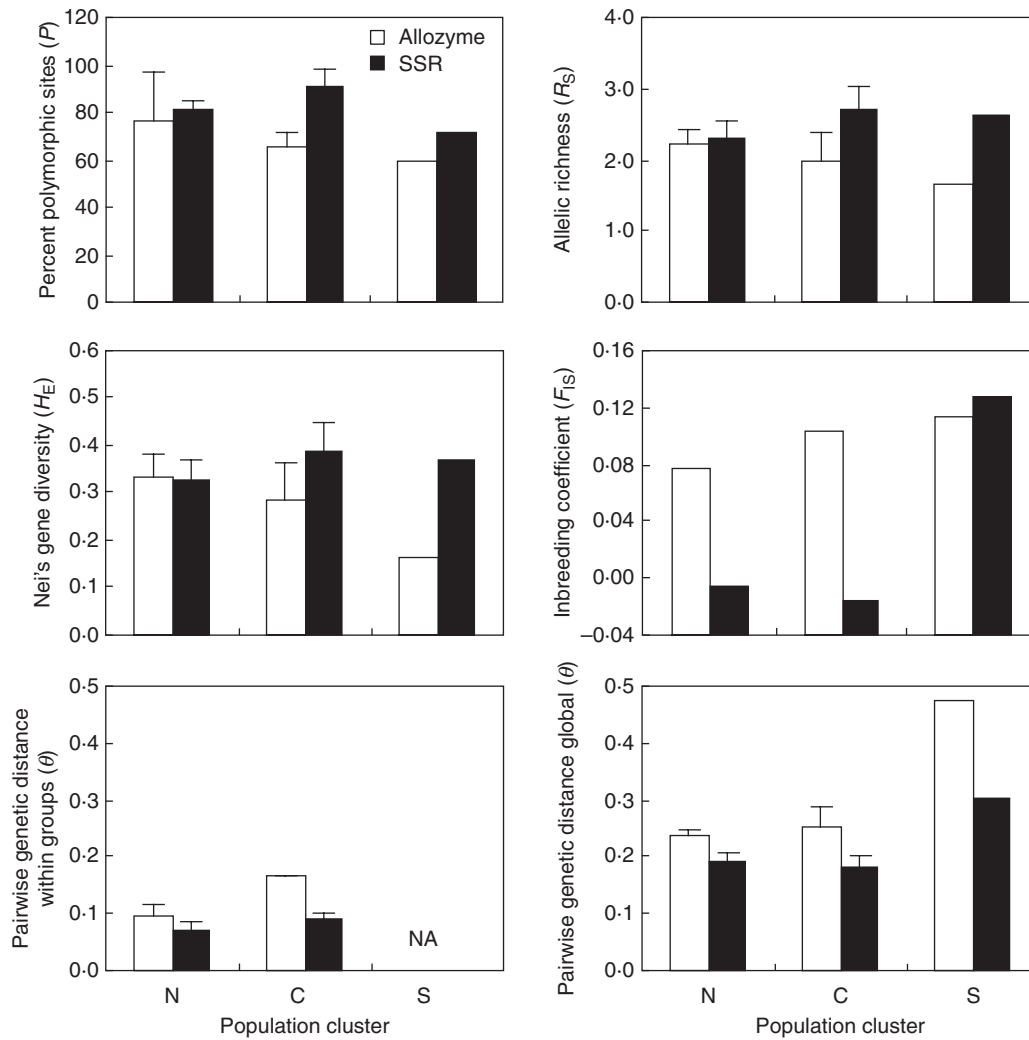 Percent polymorphic sites (P)
120
100
80
60
40
20
0
Allozyme
SSR
Allelic richness (RS)
4·0
3·0
2·0
1·0
0·0
Nei's gene diversity (HE)
0·6
0·5
0·4
0·3
0·2
0·1
0·0
Inbreeding coefficient (FIS)
0·16
0·12
0·08
0·04
0·00
−0·04
Pairwise genetic distance
within groups (θ)
0·5
0·4
0·3
0·2
0·1
0·0
NA
N C S
Population cluster
Pairwise genetic distance global (θ)
0·5
0·4
0·3
0·2
0·1
0·0
N C S
Population cluster